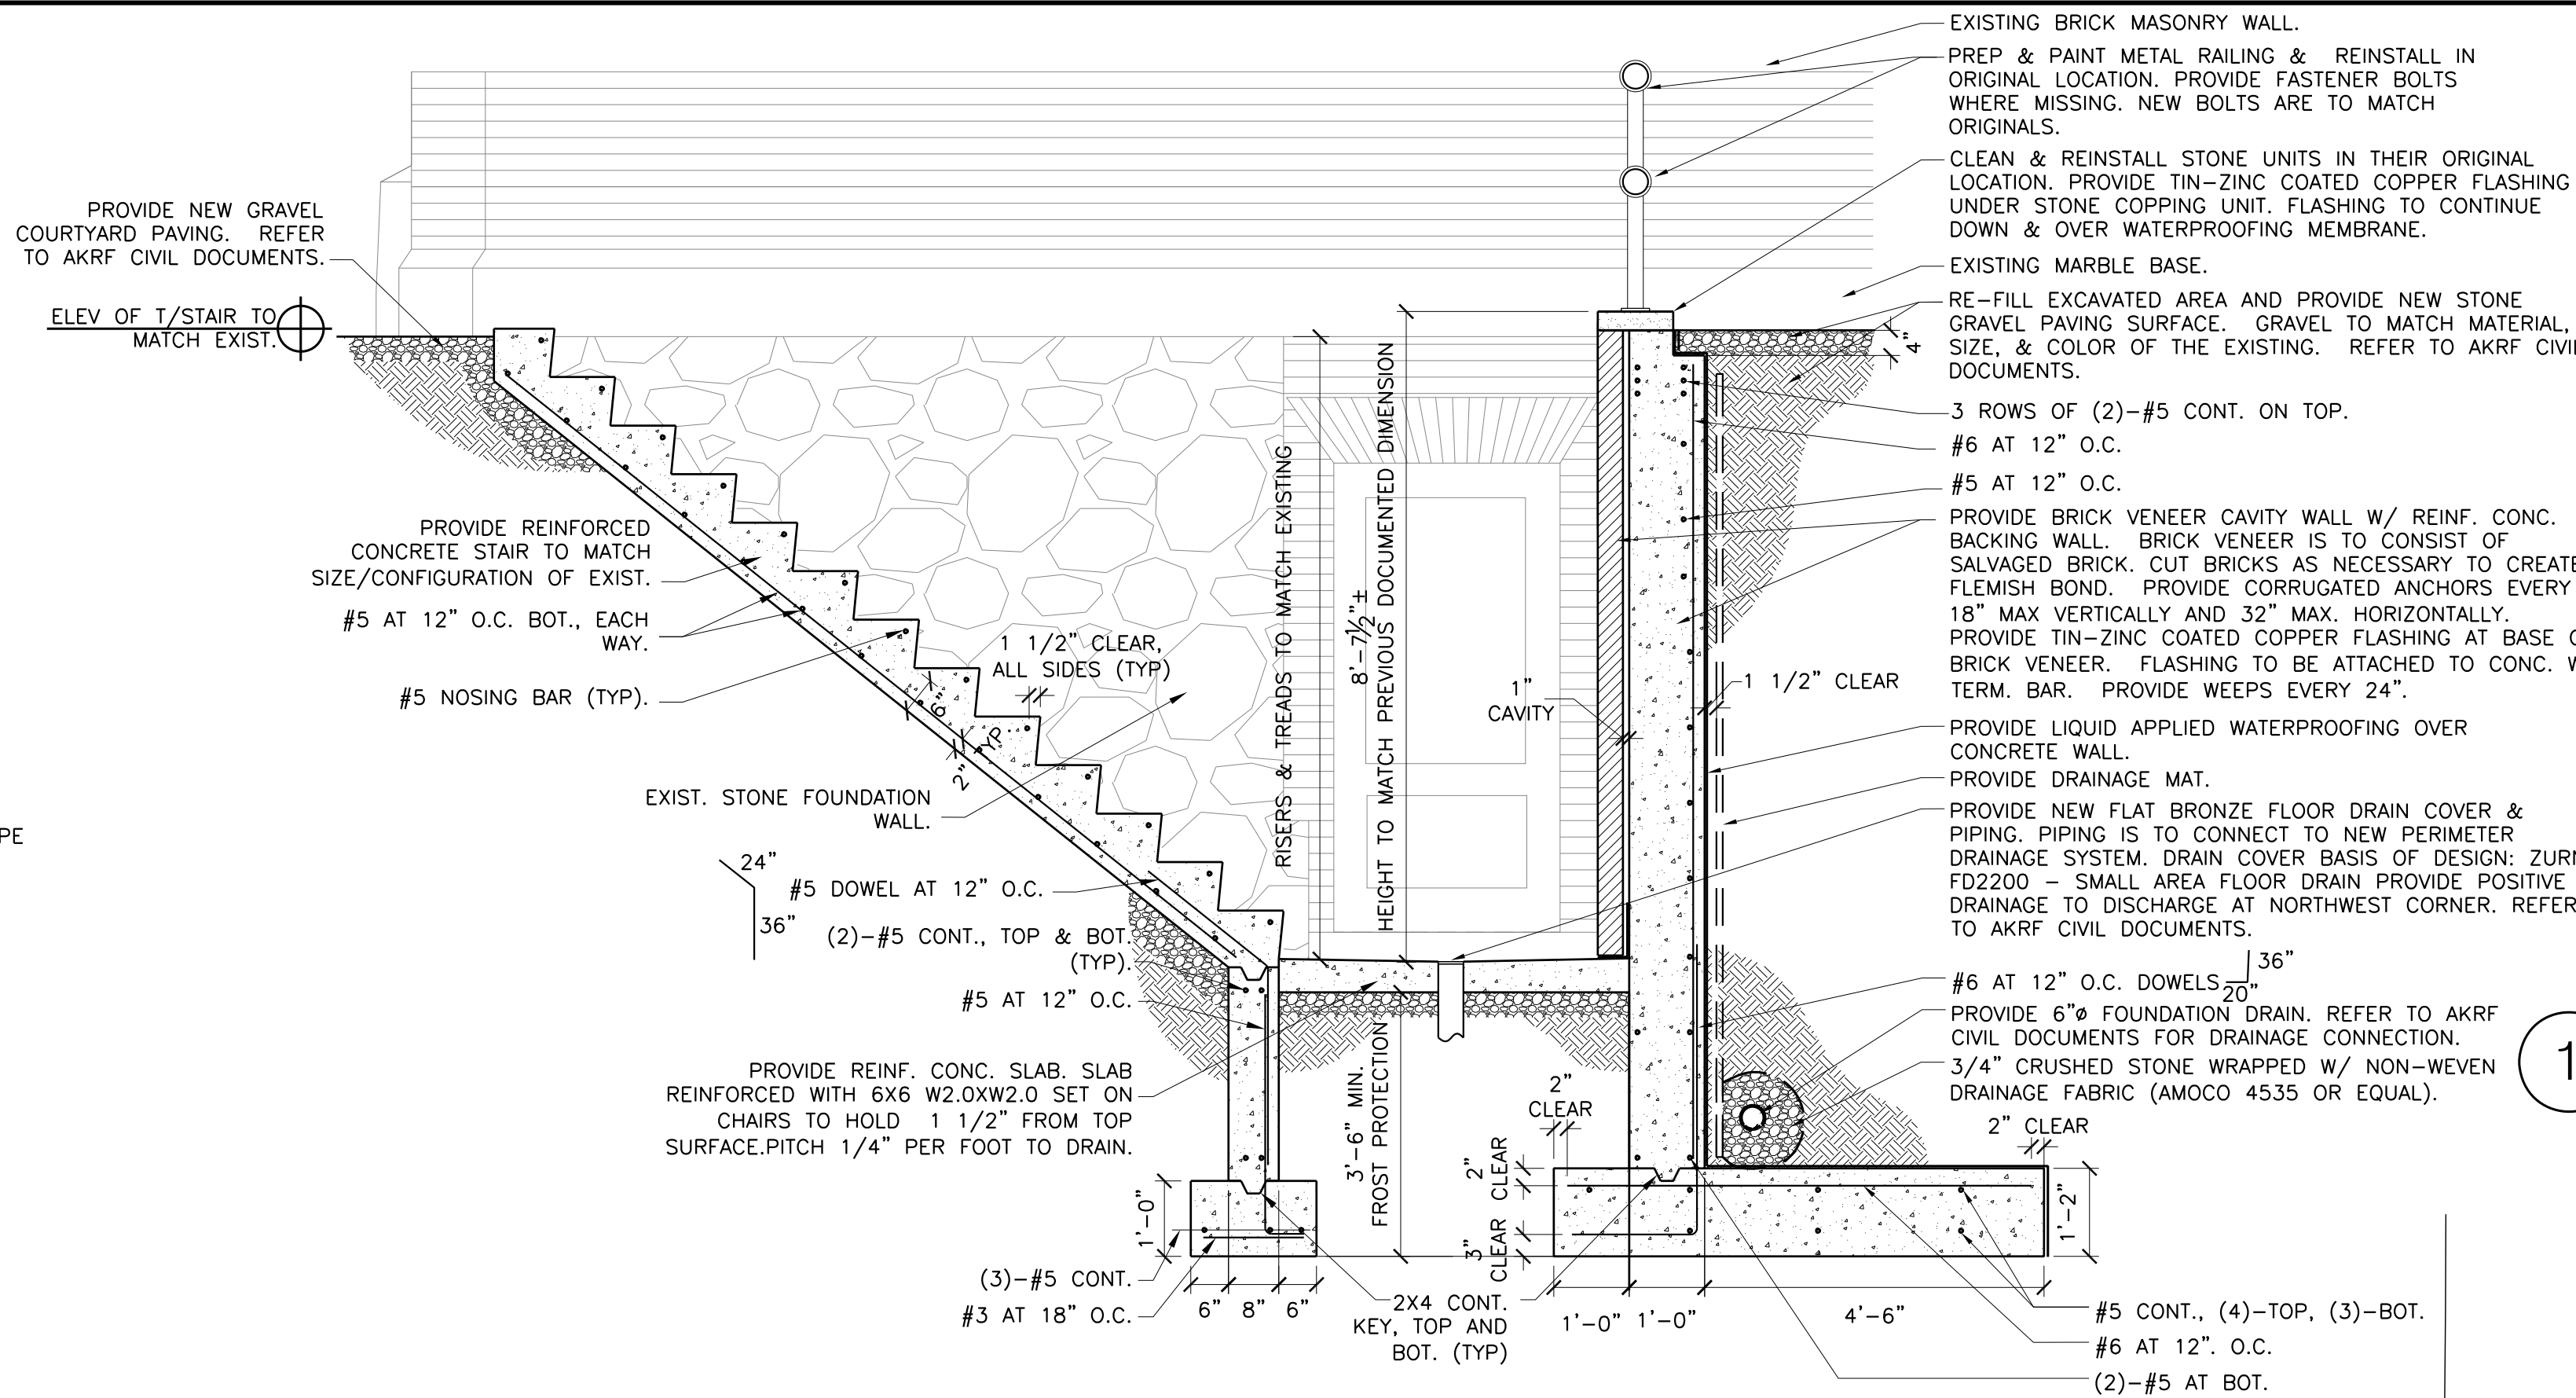 PROVIDE NEW GRAVEL
COURTYARD PAVING. REFER
TO AKRF CIVIL DOCUMENTS.
ELEV OF T/STAIR TO
MATCH EXIST.
PROVIDE REINFORCED
CONCRETE STAIR TO MATCH
SIZE/CONFIGURATION OF EXIST.
#5 AT 12" O.C. BOT., EACH
WAY.
#5 NOSING BAR (TYP).
1 1/2" CLEAR,
ALL SIDES (TYP)
6"
2" TYP.
EXIST. STONE FOUNDATION
WALL.
PE
24"
36"
#5 DOWEL AT 12" O.C.
(2)-#5 CONT., TOP & BOT.
(TYP).
#5 AT 12" O.C.
PROVIDE REINF. CONC. SLAB. SLAB
REINFORCED WITH 6X6 W2.0XW2.0 SET ON
CHAIRS TO HOLD 1 1/2" FROM TOP
SURFACE.PITCH 1/4" PER FOOT TO DRAIN.
1'-0"
(3)-#5 CONT.
#3 AT 18" O.C.
6" 8" 6"
RISERS & TREADS TO MATCH EXISTING
8'-7 1/2"±
HEIGHT TO MATCH PREVIOUS DOCUMENTED DIMENSION
3'-6" MIN.
FROST PROTECTION
1"
CAVITY
1 1/2" CLEAR
4"
2"
CLEAR
2"
CLEAR
3"
CLEAR
2X4 CONT.
KEY, TOP AND
BOT. (TYP)
1'-0" 1'-0" 4'-6"
2" CLEAR
1'-2"
EXISTING BRICK MASONRY WALL.
PREP & PAINT METAL RAILING & REINSTALL IN
ORIGINAL LOCATION. PROVIDE FASTENER BOLTS
WHERE MISSING. NEW BOLTS ARE TO MATCH
ORIGINALS.
CLEAN & REINSTALL STONE UNITS IN THEIR ORIGINAL
LOCATION. PROVIDE TIN-ZINC COATED COPPER FLASHING
UNDER STONE COPPING UNIT. FLASHING TO CONTINUE
DOWN & OVER WATERPROOFING MEMBRANE.
EXISTING MARBLE BASE.
RE-FILL EXCAVATED AREA AND PROVIDE NEW STONE
GRAVEL PAVING SURFACE. GRAVEL TO MATCH MATERIAL,
SIZE, & COLOR OF THE EXISTING. REFER TO AKRF CIVI
DOCUMENTS.
3 ROWS OF (2)-#5 CONT. ON TOP.
#6 AT 12" O.C.
#5 AT 12" O.C.
PROVIDE BRICK VENEER CAVITY WALL W/ REINF. CONC.
BACKING WALL. BRICK VENEER IS TO CONSIST OF
SALVAGED BRICK. CUT BRICKS AS NECESSARY TO CREATE
FLEMISH BOND. PROVIDE CORRUGATED ANCHORS EVERY
18" MAX VERTICALLY AND 32" MAX. HORIZONTALLY.
PROVIDE TIN-ZINC COATED COPPER FLASHING AT BASE
BRICK VENEER. FLASHING TO BE ATTACHED TO CONC. W
TERM. BAR. PROVIDE WEEPS EVERY 24".
PROVIDE LIQUID APPLIED WATERPROOFING OVER
CONCRETE WALL.
PROVIDE DRAINAGE MAT.
PROVIDE NEW FLAT BRONZE FLOOR DRAIN COVER &
PIPING. PIPING IS TO CONNECT TO NEW PERIMETER
DRAINAGE SYSTEM. DRAIN COVER BASIS OF DESIGN: ZURN
FD2200 - SMALL AREA FLOOR DRAIN PROVIDE POSITIVE
DRAINAGE TO DISCHARGE AT NORTHWEST CORNER. REFER
TO AKRF CIVIL DOCUMENTS.
#6 AT 12" O.C. DOWELS 36"
20"
PROVIDE 6"ø FOUNDATION DRAIN. REFER TO AKRF
CIVIL DOCUMENTS FOR DRAINAGE CONNECTION.
3/4" CRUSHED STONE WRAPPED W/ NON-WEVEN
DRAINAGE FABRIC (AMOCO 4535 OR EQUAL).
1
#5 CONT., (4)-TOP, (3)-BOT.
#6 AT 12". O.C.
(2)-#5 AT BOT.